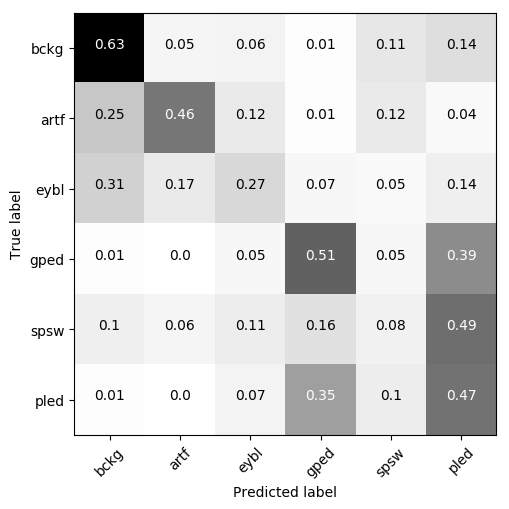 True label
bckg 0.63 0.05 0.06 0.01 0.11 0.14
artf 0.25 0.46 0.12 0.01 0.12 0.04
eybl 0.31 0.17 0.27 0.07 0.05 0.14
gped 0.01 0.0 0.05 0.51 0.05 0.39
spsw 0.1 0.06 0.11 0.16 0.08 0.49
pled 0.01 0.0 0.07 0.35 0.1 0.47
bckg artf eybl gped spsw pled
Predicted label